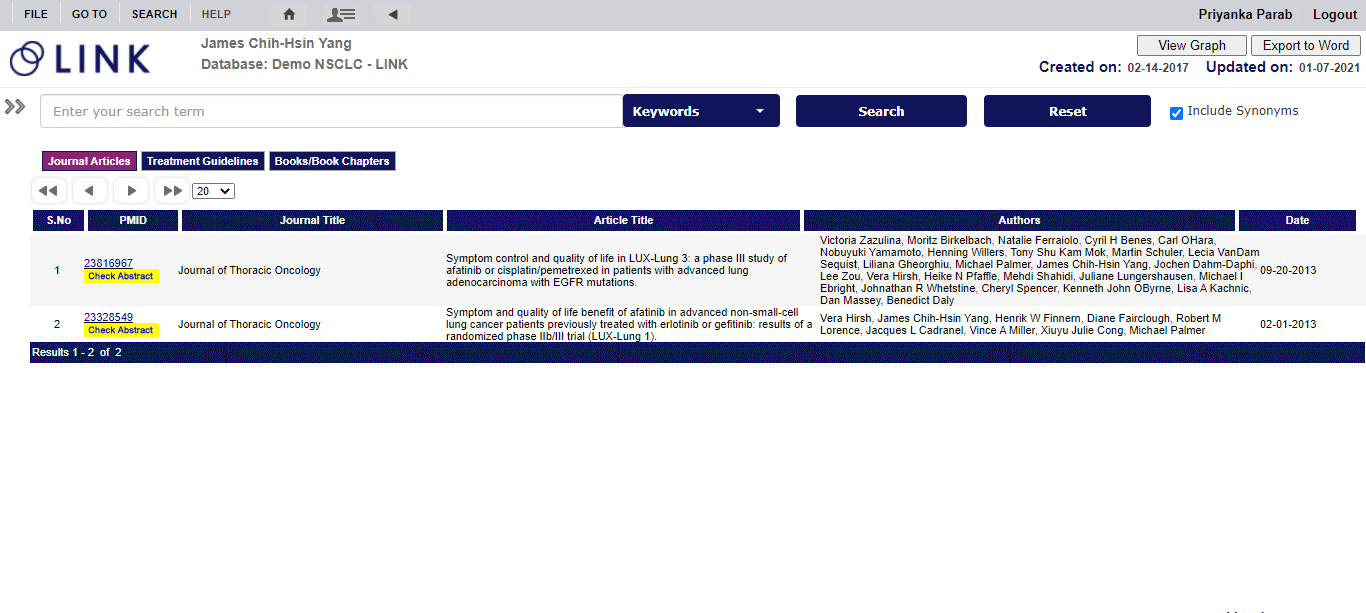 FILE GO TO SEARCH HELP Priyanka Parab Logout
LINK
James Chih-Hsin Yang
Database: Demo NSCLC - LINK
View Graph Export to Word
Created on: 02-14-2017 Updated on: 01-07-2021
Enter your search term Keywords Search Reset Include Synonyms
Journal Articles Treatment Guidelines Books/Book Chapters
20
S.No PMID Journal Title Article Title Authors Date
1
23816967
Check Abstract
Journal of Thoracic Oncology
Symptom control and quality of life in LUX-Lung 3: a phase III study of
afatinib or cisplatin/pemetrexed in patients with advanced lung
adenocarcinoma with EGFR mutations.
Victoria Zazulina, Moritz Birkelbach, Natalie Ferraiolo, Cyril H Benes, Carl OHara,
Nobuyuki Yamamoto, Henning Willers, Tony Shu Kam Mok, Martin Schuler, Lecia VanDam
Sequist, Liliana Gheorghiu, Michael Palmer, James Chih-Hsin Yang, Jochen Dahm-Daphi,
Lee Zou, Vera Hirsh, Heike N Pfaffle, Mehdi Shahidi, Juliane Lungershausen, Michael I
Ebright, Johnathan R Whetstine, Cheryl Spencer, Kenneth John OByrne, Lisa A Kachnic,
Dan Massey, Benedict Daly
09-20-2013
2
23328549
Check Abstract
Journal of Thoracic Oncology
Symptom and quality of life benefit of afatinib in advanced non-small-cell
lung cancer patients previously treated with erlotinib or gefitinib: results of a
randomized phase IIb/III trial (LUX-Lung 1).
Vera Hirsh, James Chih-Hsin Yang, Henrik W Finnern, Diane Fairclough, Robert M
Lorence, Jacques L Cadranel, Vince A Miller, Xiuyu Julie Cong, Michael Palmer
02-01-2013
Results 1 - 2 of 2